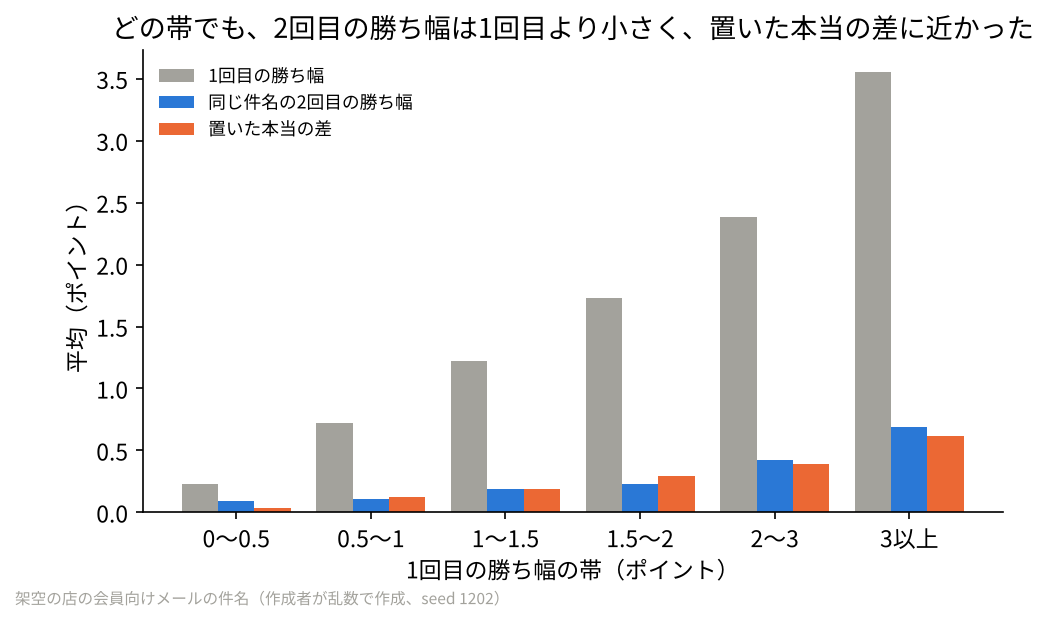 どの帯でも、2回目の勝ち幅は1回目より小さく、置いた本当の差に近かった
1回目の勝ち幅
同じ件名の2回目の勝ち幅
置いた本当の差
平均（ポイント）
3.5
3.0
2.5
2.0
1.5
1.0
0.5
0.0
0〜0.5
0.5〜1
1〜1.5
1.5〜2
2〜3
3以上
1回目の勝ち幅の帯（ポイント）
架空の店の会員向けメールの件名（作成者が乱数で作成、seed 1202）